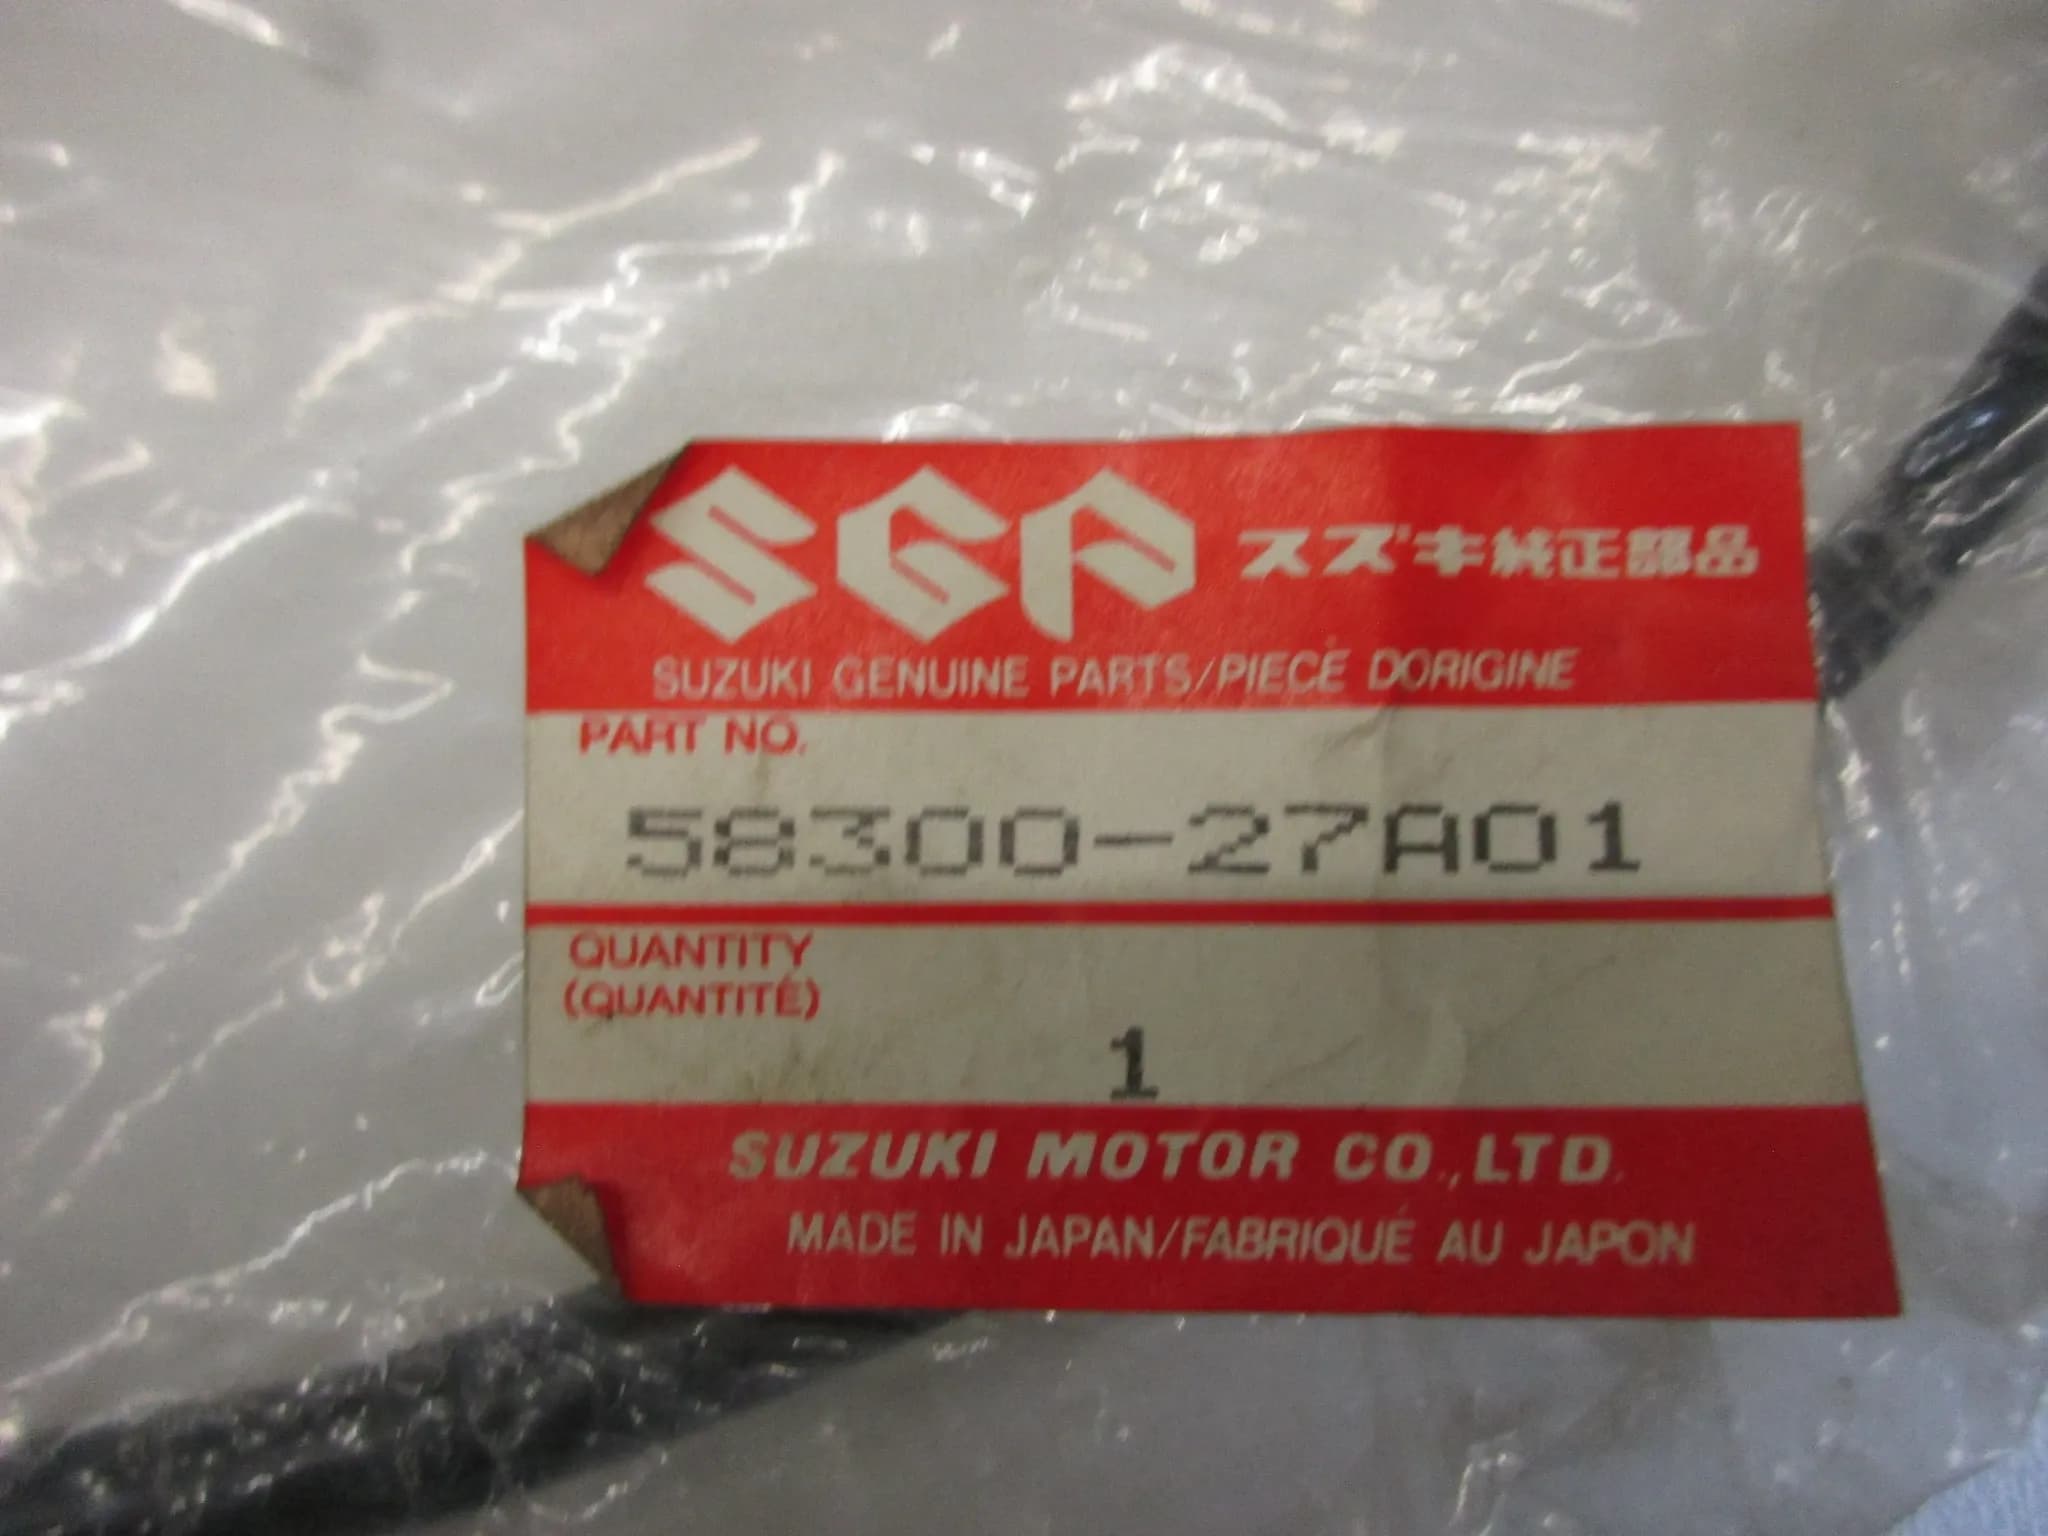 SGP スズキ純正部品
SUZUKI GENUINE PARTS/PIECE DORIGINE
PART NO.
58300-27A01
QUANTITY
(QUANTITÉ)
1
SUZUKI MOTOR CO.,LTD.
MADE IN JAPAN/FABRIQUÉ AU JAPON